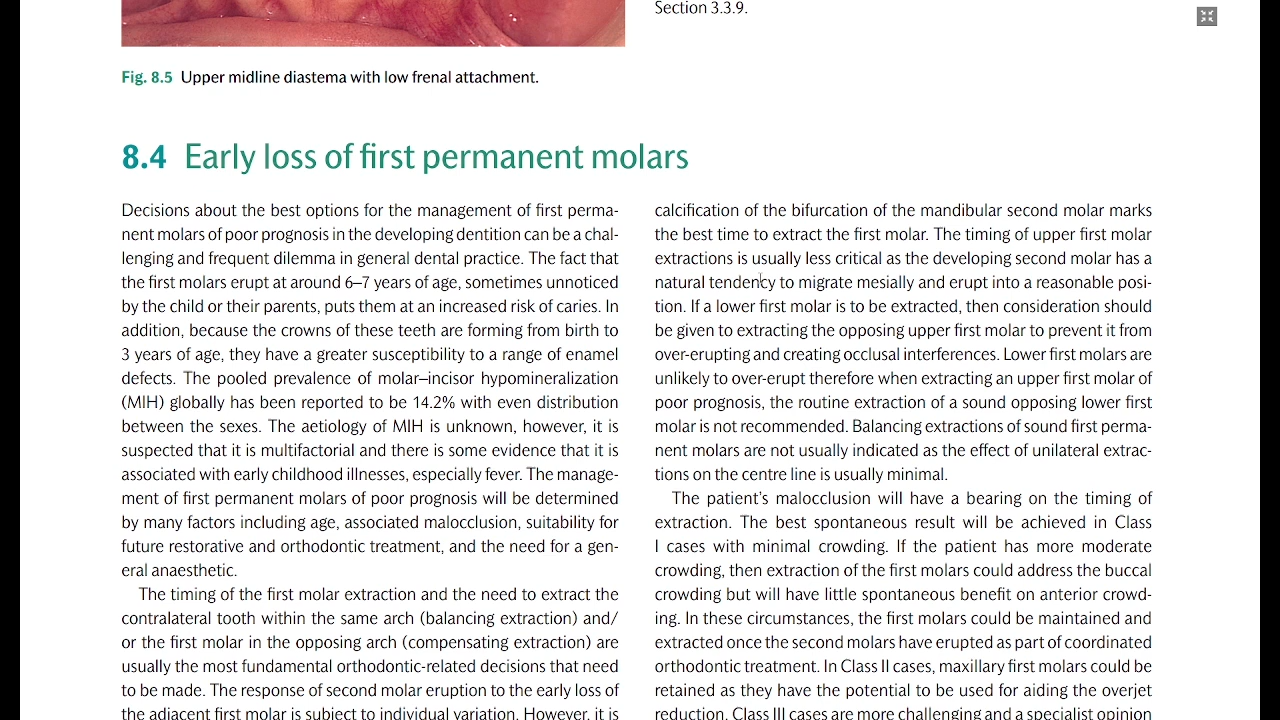 Section 3.3.9.
Fig. 8.5 Upper midline diastema with low frenal attachment.
8.4 Early loss of first permanent molars
Decisions about the best options for the management of first perma-
nent molars of poor prognosis in the developing dentition can be a chal-
lenging and frequent dilemma in general dental practice. The fact that
the first molars erupt at around 6–7 years of age, sometimes unnoticed
by the child or their parents, puts them at an increased risk of caries. In
addition, because the crowns of these teeth are forming from birth to
3 years of age, they have a greater susceptibility to a range of enamel
defects. The pooled prevalence of molar–incisor hypomineralization
(MIH) globally has been reported to be 14.2% with even distribution
between the sexes. The aetiology of MIH is unknown, however, it is
suspected that it is multifactorial and there is some evidence that it is
associated with early childhood illnesses, especially fever. The manage-
ment of first permanent molars of poor prognosis will be determined
by many factors including age, associated malocclusion, suitability for
future restorative and orthodontic treatment, and the need for a gen-
eral anaesthetic.
The timing of the first molar extraction and the need to extract the
contralateral tooth within the same arch (balancing extraction) and/
or the first molar in the opposing arch (compensating extraction) are
usually the most fundamental orthodontic-related decisions that need
to be made. The response of second molar eruption to the early loss of
the adjacent first molar is subject to individual variation. However, it is
calcification of the bifurcation of the mandibular second molar marks
the best time to extract the first molar. The timing of upper first molar
extractions is usually less critical as the developing second molar has a
natural tendency to migrate mesially and erupt into a reasonable posi-
tion. If a lower first molar is to be extracted, then consideration should
be given to extracting the opposing upper first molar to prevent it from
over-erupting and creating occlusal interferences. Lower first molars are
unlikely to over-erupt therefore when extracting an upper first molar of
poor prognosis, the routine extraction of a sound opposing lower first
molar is not recommended. Balancing extractions of sound first perma-
nent molars are not usually indicated as the effect of unilateral extrac-
tions on the centre line is usually minimal.
The patient's malocclusion will have a bearing on the timing of
extraction. The best spontaneous result will be achieved in Class
I cases with minimal crowding. If the patient has more moderate
crowding, then extraction of the first molars could address the buccal
crowding but will have little spontaneous benefit on anterior crowd-
ing. In these circumstances, the first molars could be maintained and
extracted once the second molars have erupted as part of coordinated
orthodontic treatment. In Class II cases, maxillary first molars could be
retained as they have the potential to be used for aiding the overjet
reduction. Class III cases are more challenging and a specialist opinion